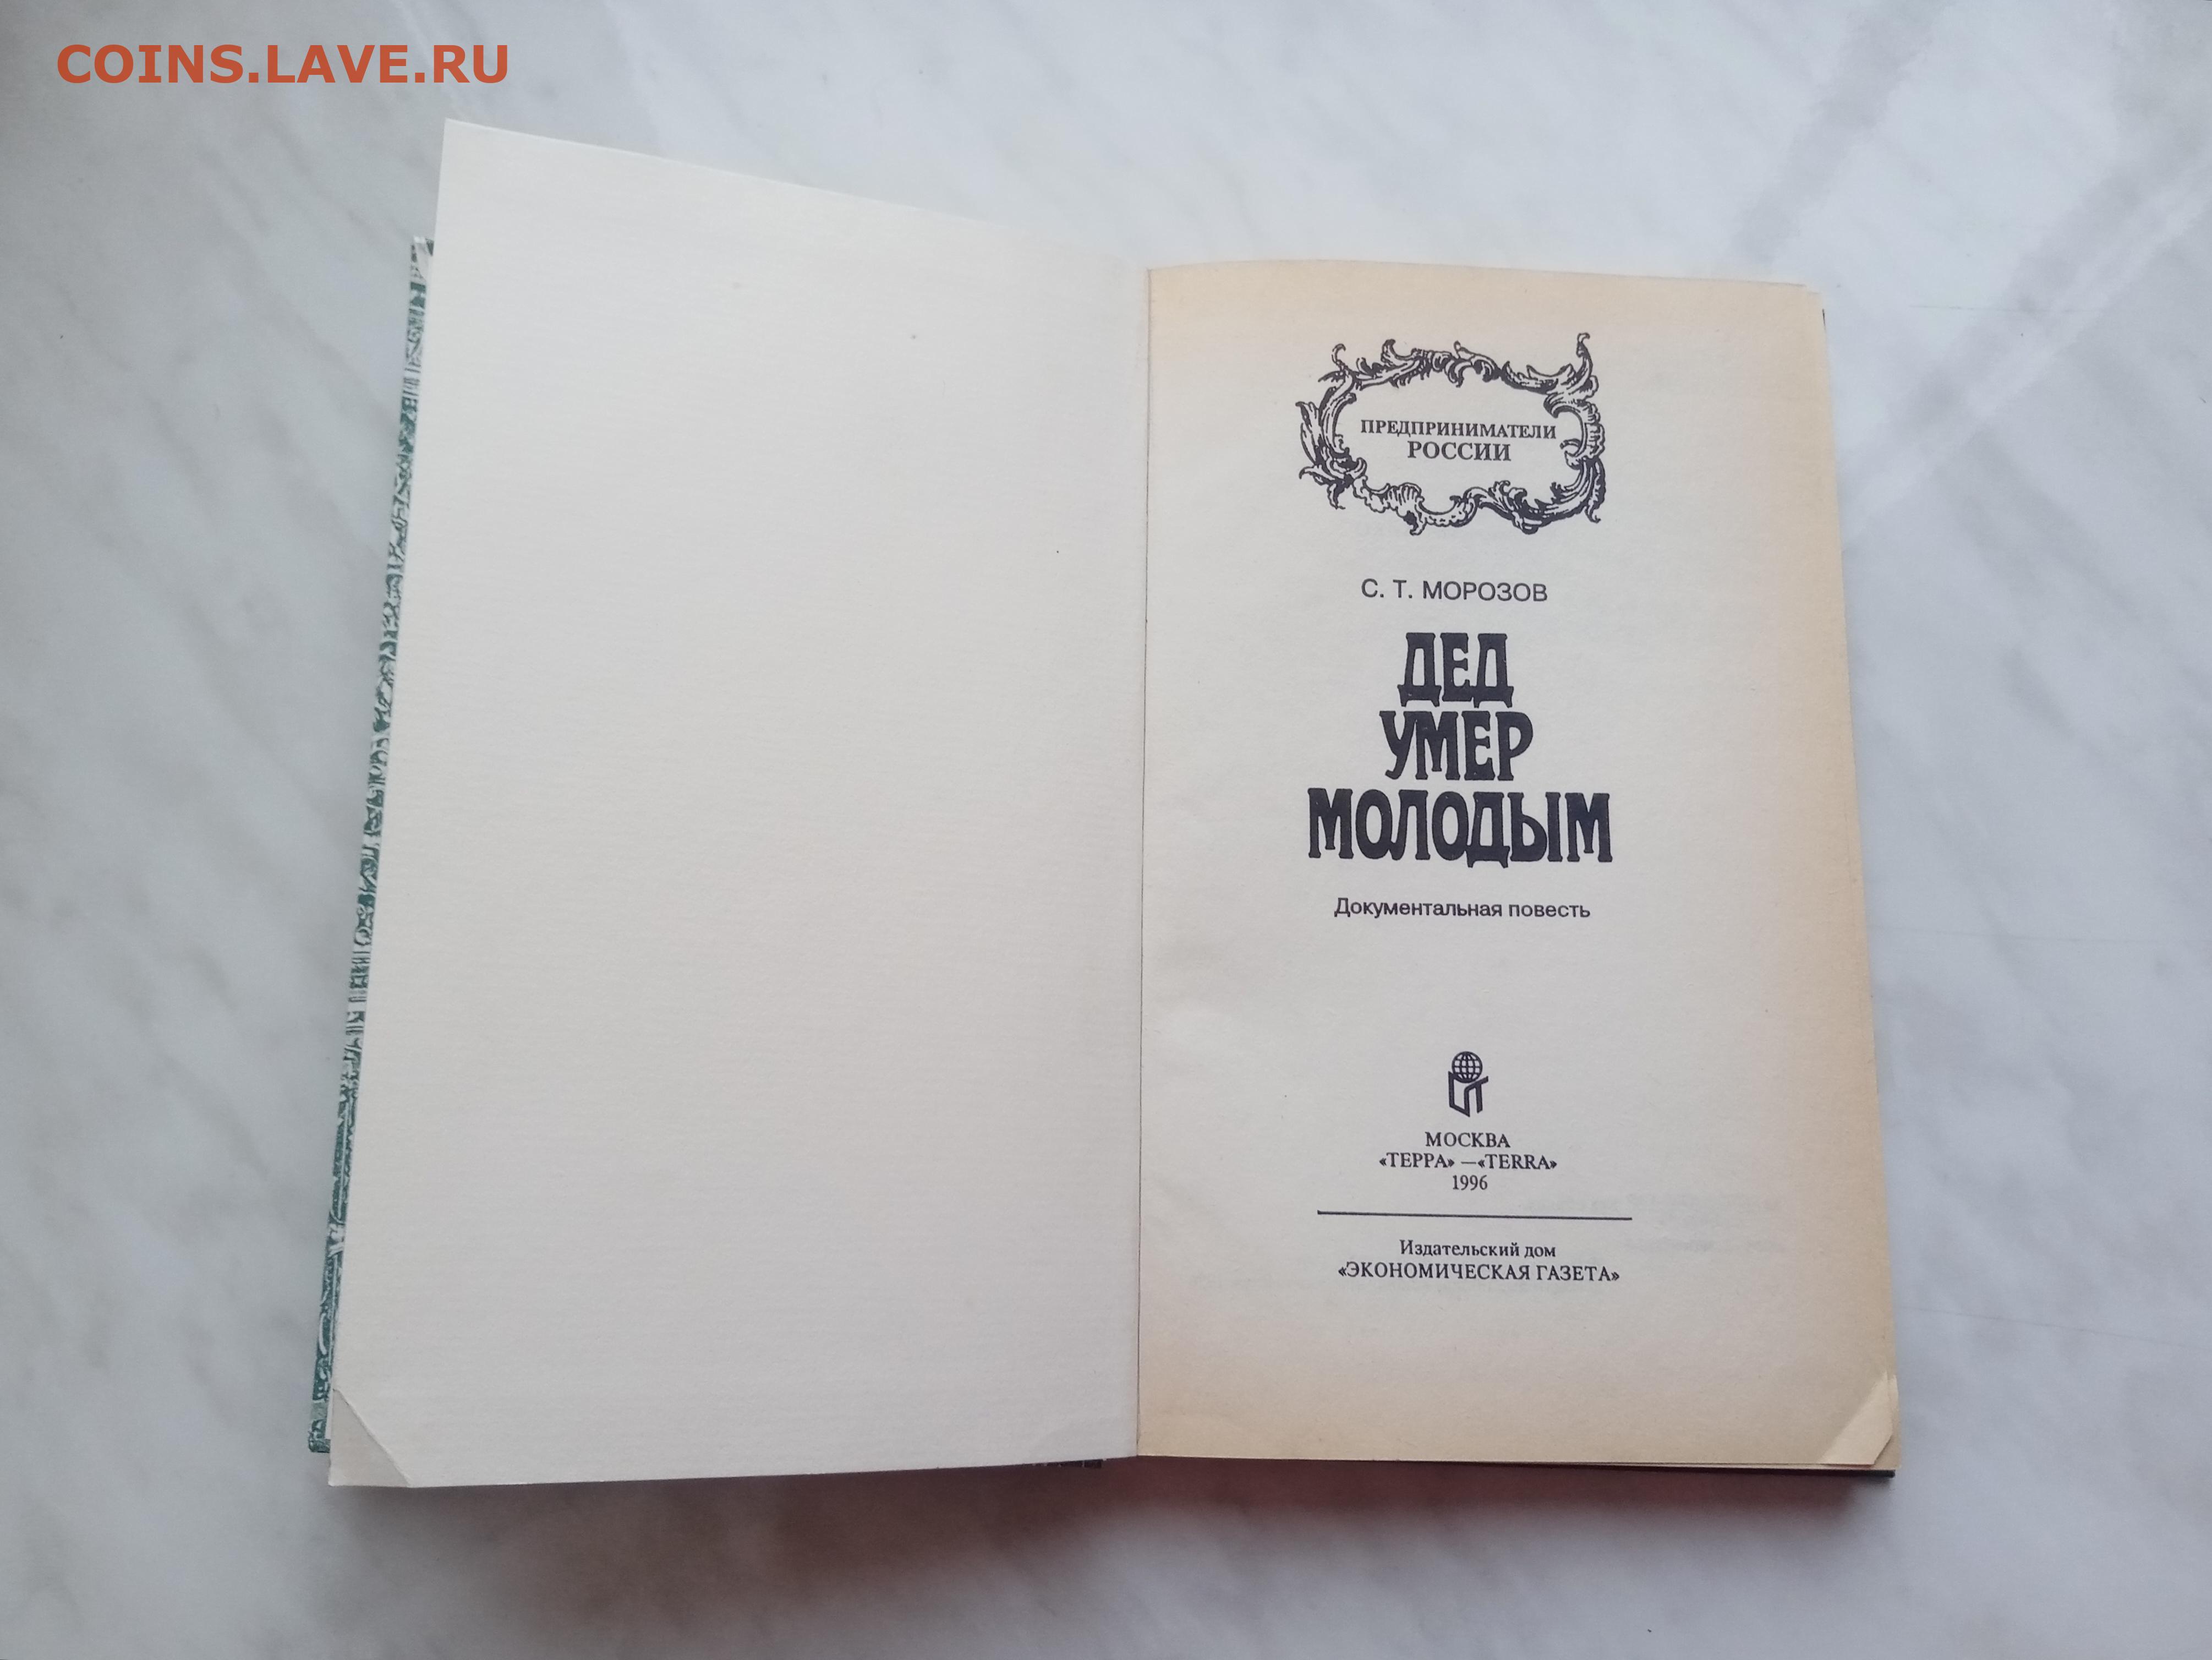 COINS.LAVE.RU
ПРЕДПРИНИМАТЕЛИ
РОССИИ
С. Т. МОРОЗОВ
ДЕД
УМЕР
МОЛОДЫМ
Документальная повесть
МОСКВА
«ТЕРРА» —«TERRA»
1996
Издательский дом
«ЭКОНОМИЧЕСКАЯ ГАЗЕТА»